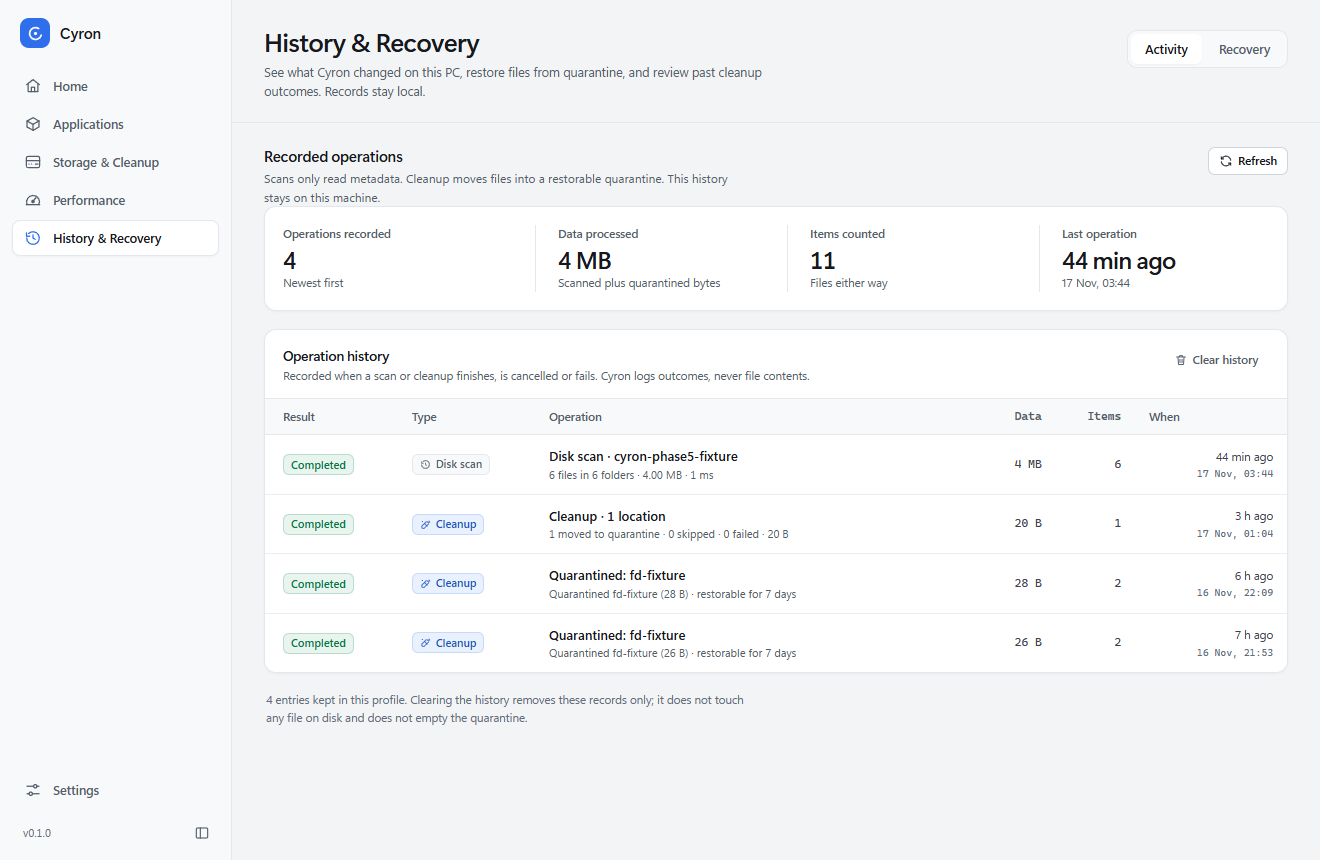 Cyron
Home
Applications
Storage & Cleanup
Performance
History & Recovery
Settings
v0.1.0
History & Recovery
See what Cyron changed on this PC, restore files from quarantine, and review past cleanup
outcomes. Records stay local.
Activity
Recovery
Recorded operations
Scans only read metadata. Cleanup moves files into a restorable quarantine. This history
stays on this machine.
Refresh
Operations recorded
4
Newest first
Data processed
4 MB
Scanned plus quarantined bytes
Items counted
11
Files either way
Last operation
44 min ago
17 Nov, 03:44
Operation history
Recorded when a scan or cleanup finishes, is cancelled or fails. Cyron logs outcomes, never file contents.
Clear history
Result Type Operation Data Items When
Completed Disk scan Disk scan · cyron-phase5-fixture 4 MB 6 44 min ago
6 files in 6 folders · 4.00 MB · 1 ms 17 Nov, 03:44
Completed Cleanup Cleanup · 1 location 20 B 1 3 h ago
1 moved to quarantine · 0 skipped · 0 failed · 20 B 17 Nov, 01:04
Completed Cleanup Quarantined: fd-fixture 28 B 2 6 h ago
Quarantined fd-fixture (28 B) · restorable for 7 days 16 Nov, 22:09
Completed Cleanup Quarantined: fd-fixture 26 B 2 7 h ago
Quarantined fd-fixture (26 B) · restorable for 7 days 16 Nov, 21:53
4 entries kept in this profile. Clearing the history removes these records only; it does not touch
any file on disk and does not empty the quarantine.